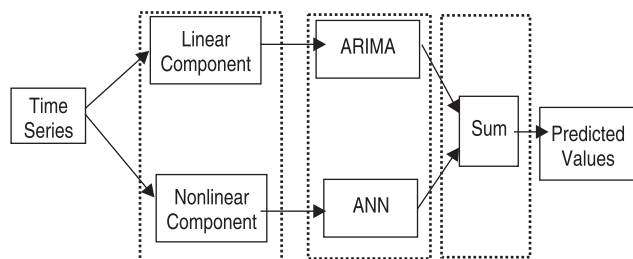 Linear
Component
ARIMA
Time
Series
Sum
Predicted
Values
Nonlinear
Component
ANN